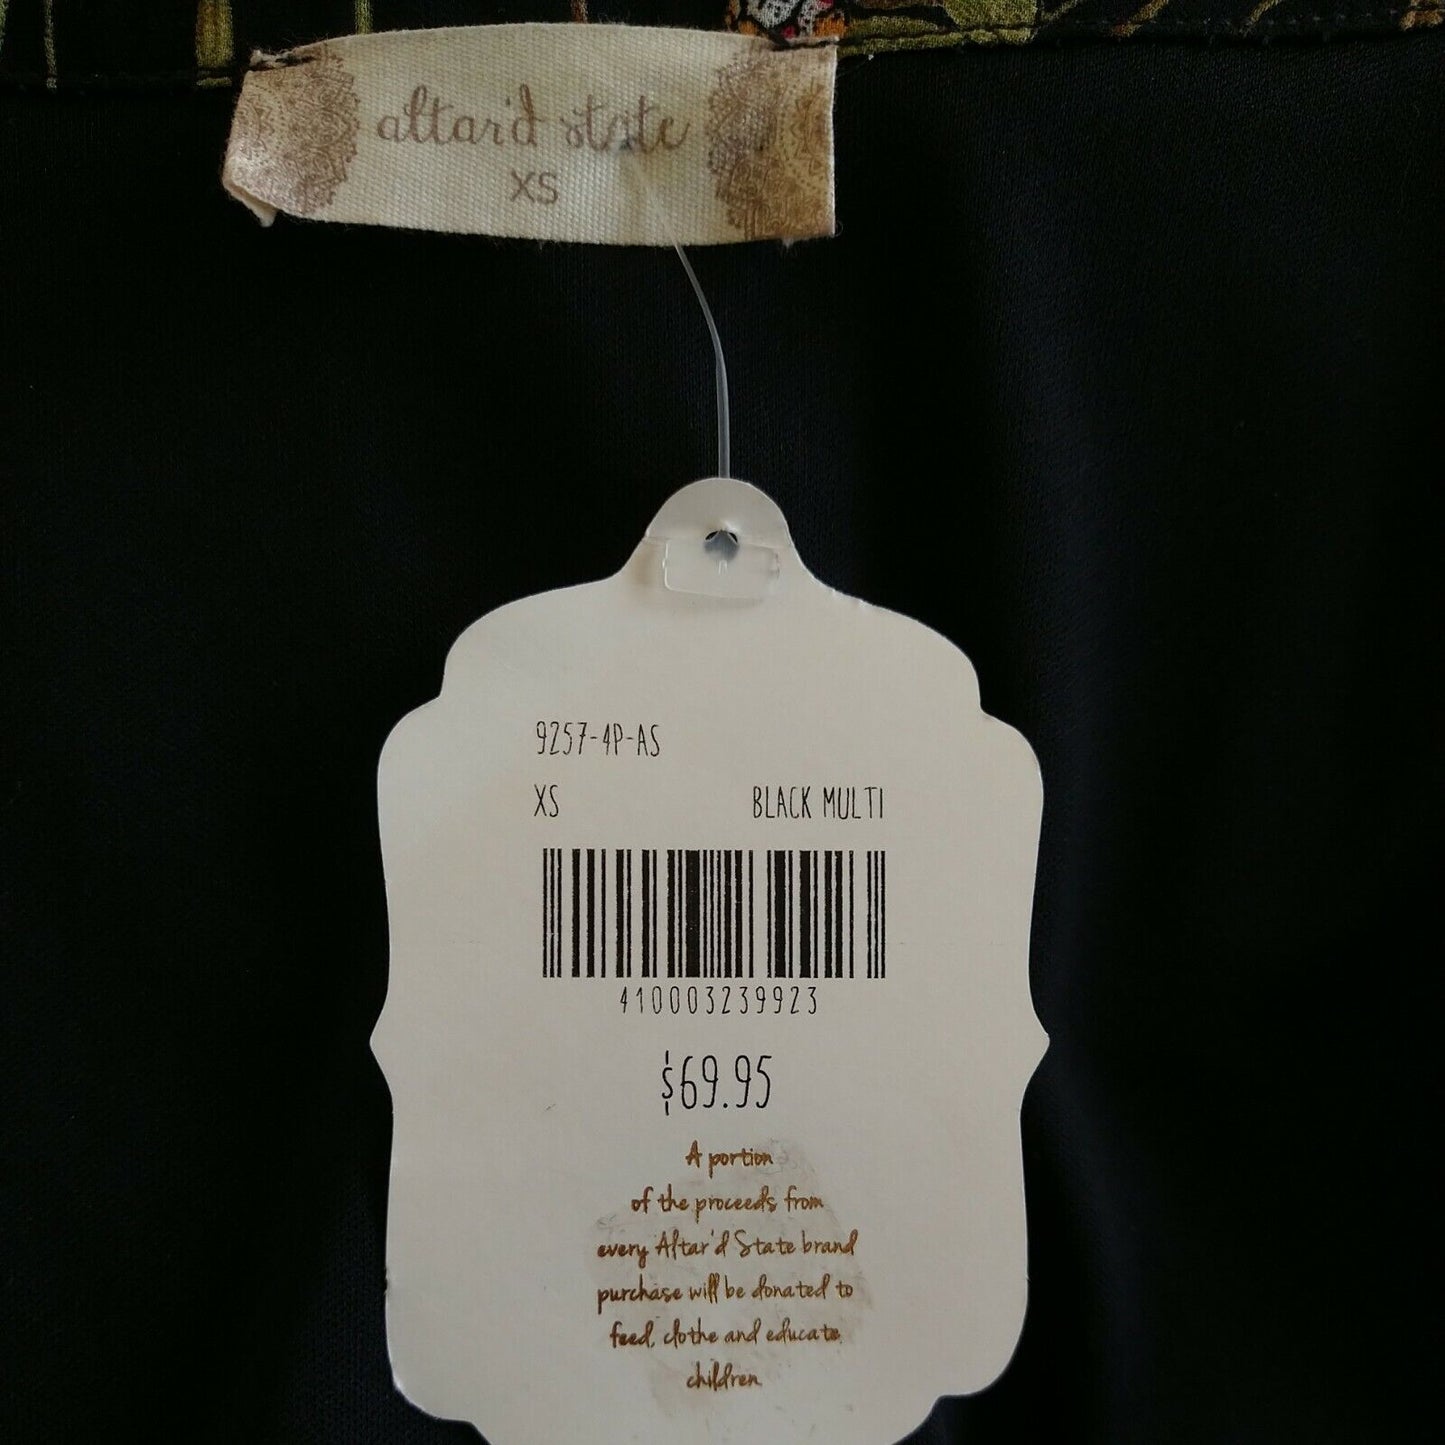 altar'd state
XS
9257-4P-AS
XS BLACK MULTI
410003239923
$69.95
A portion
of the proceeds from
every Altar'd State brand
purchase will be donated to
feed, clothe and educate
children